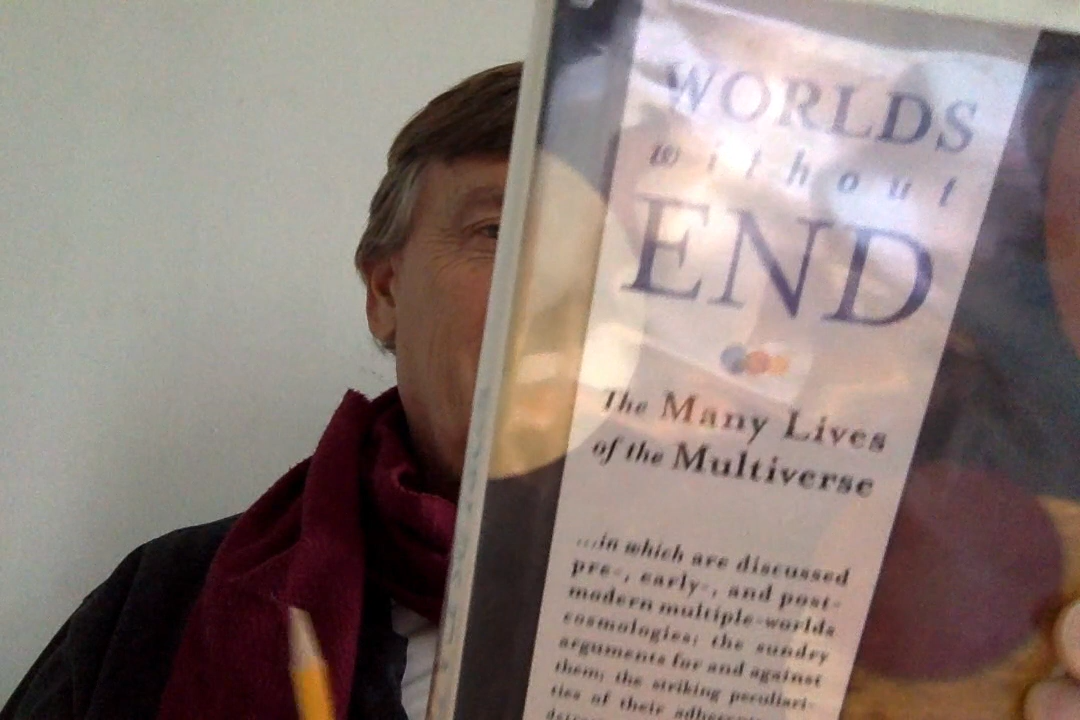 WORLDS
without
END
The Many Lives
of the Multiverse
...in which are discussed
pre-, early-, and post-
modern multiple-worlds
cosmologies; the sundry
arguments for and against
them; the striking peculiari-
ties of their adherents